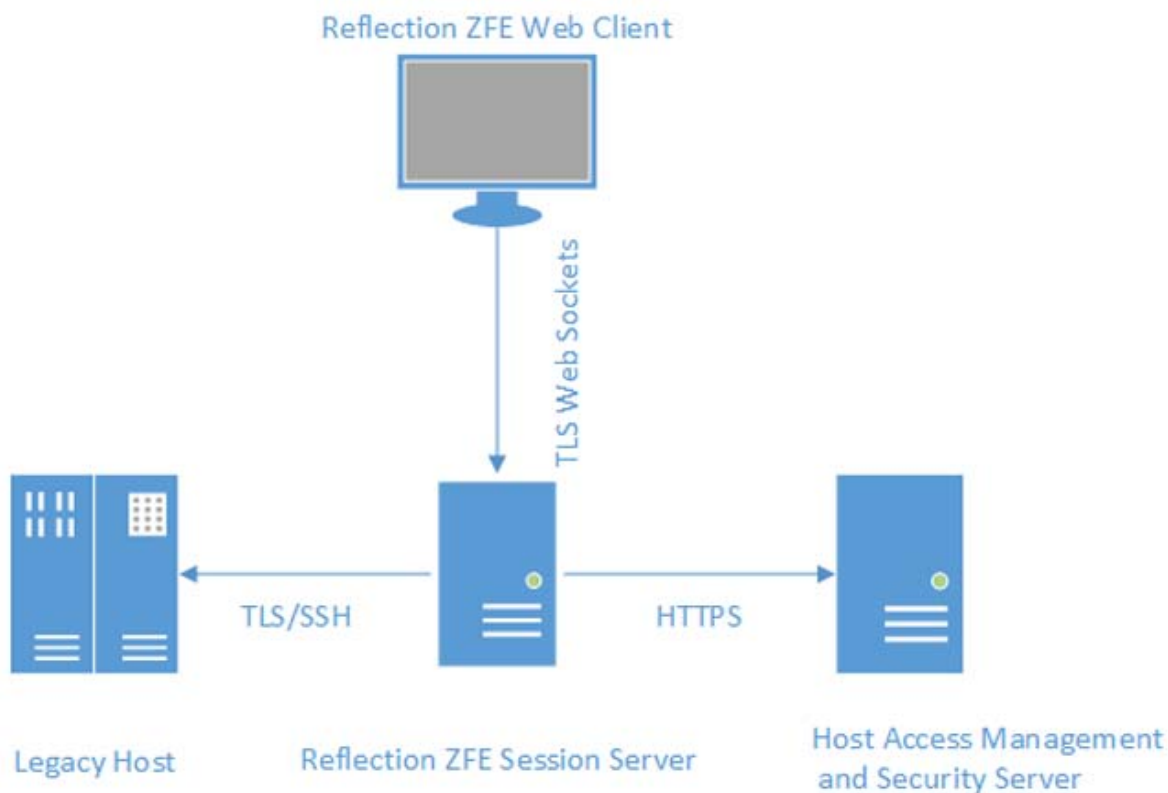 Reflection ZFE Web Client
TLS Web Sockets
TLS/SSH
HTTPS
Legacy Host
Reflection ZFE Session Server
Host Access Management
and Security Server